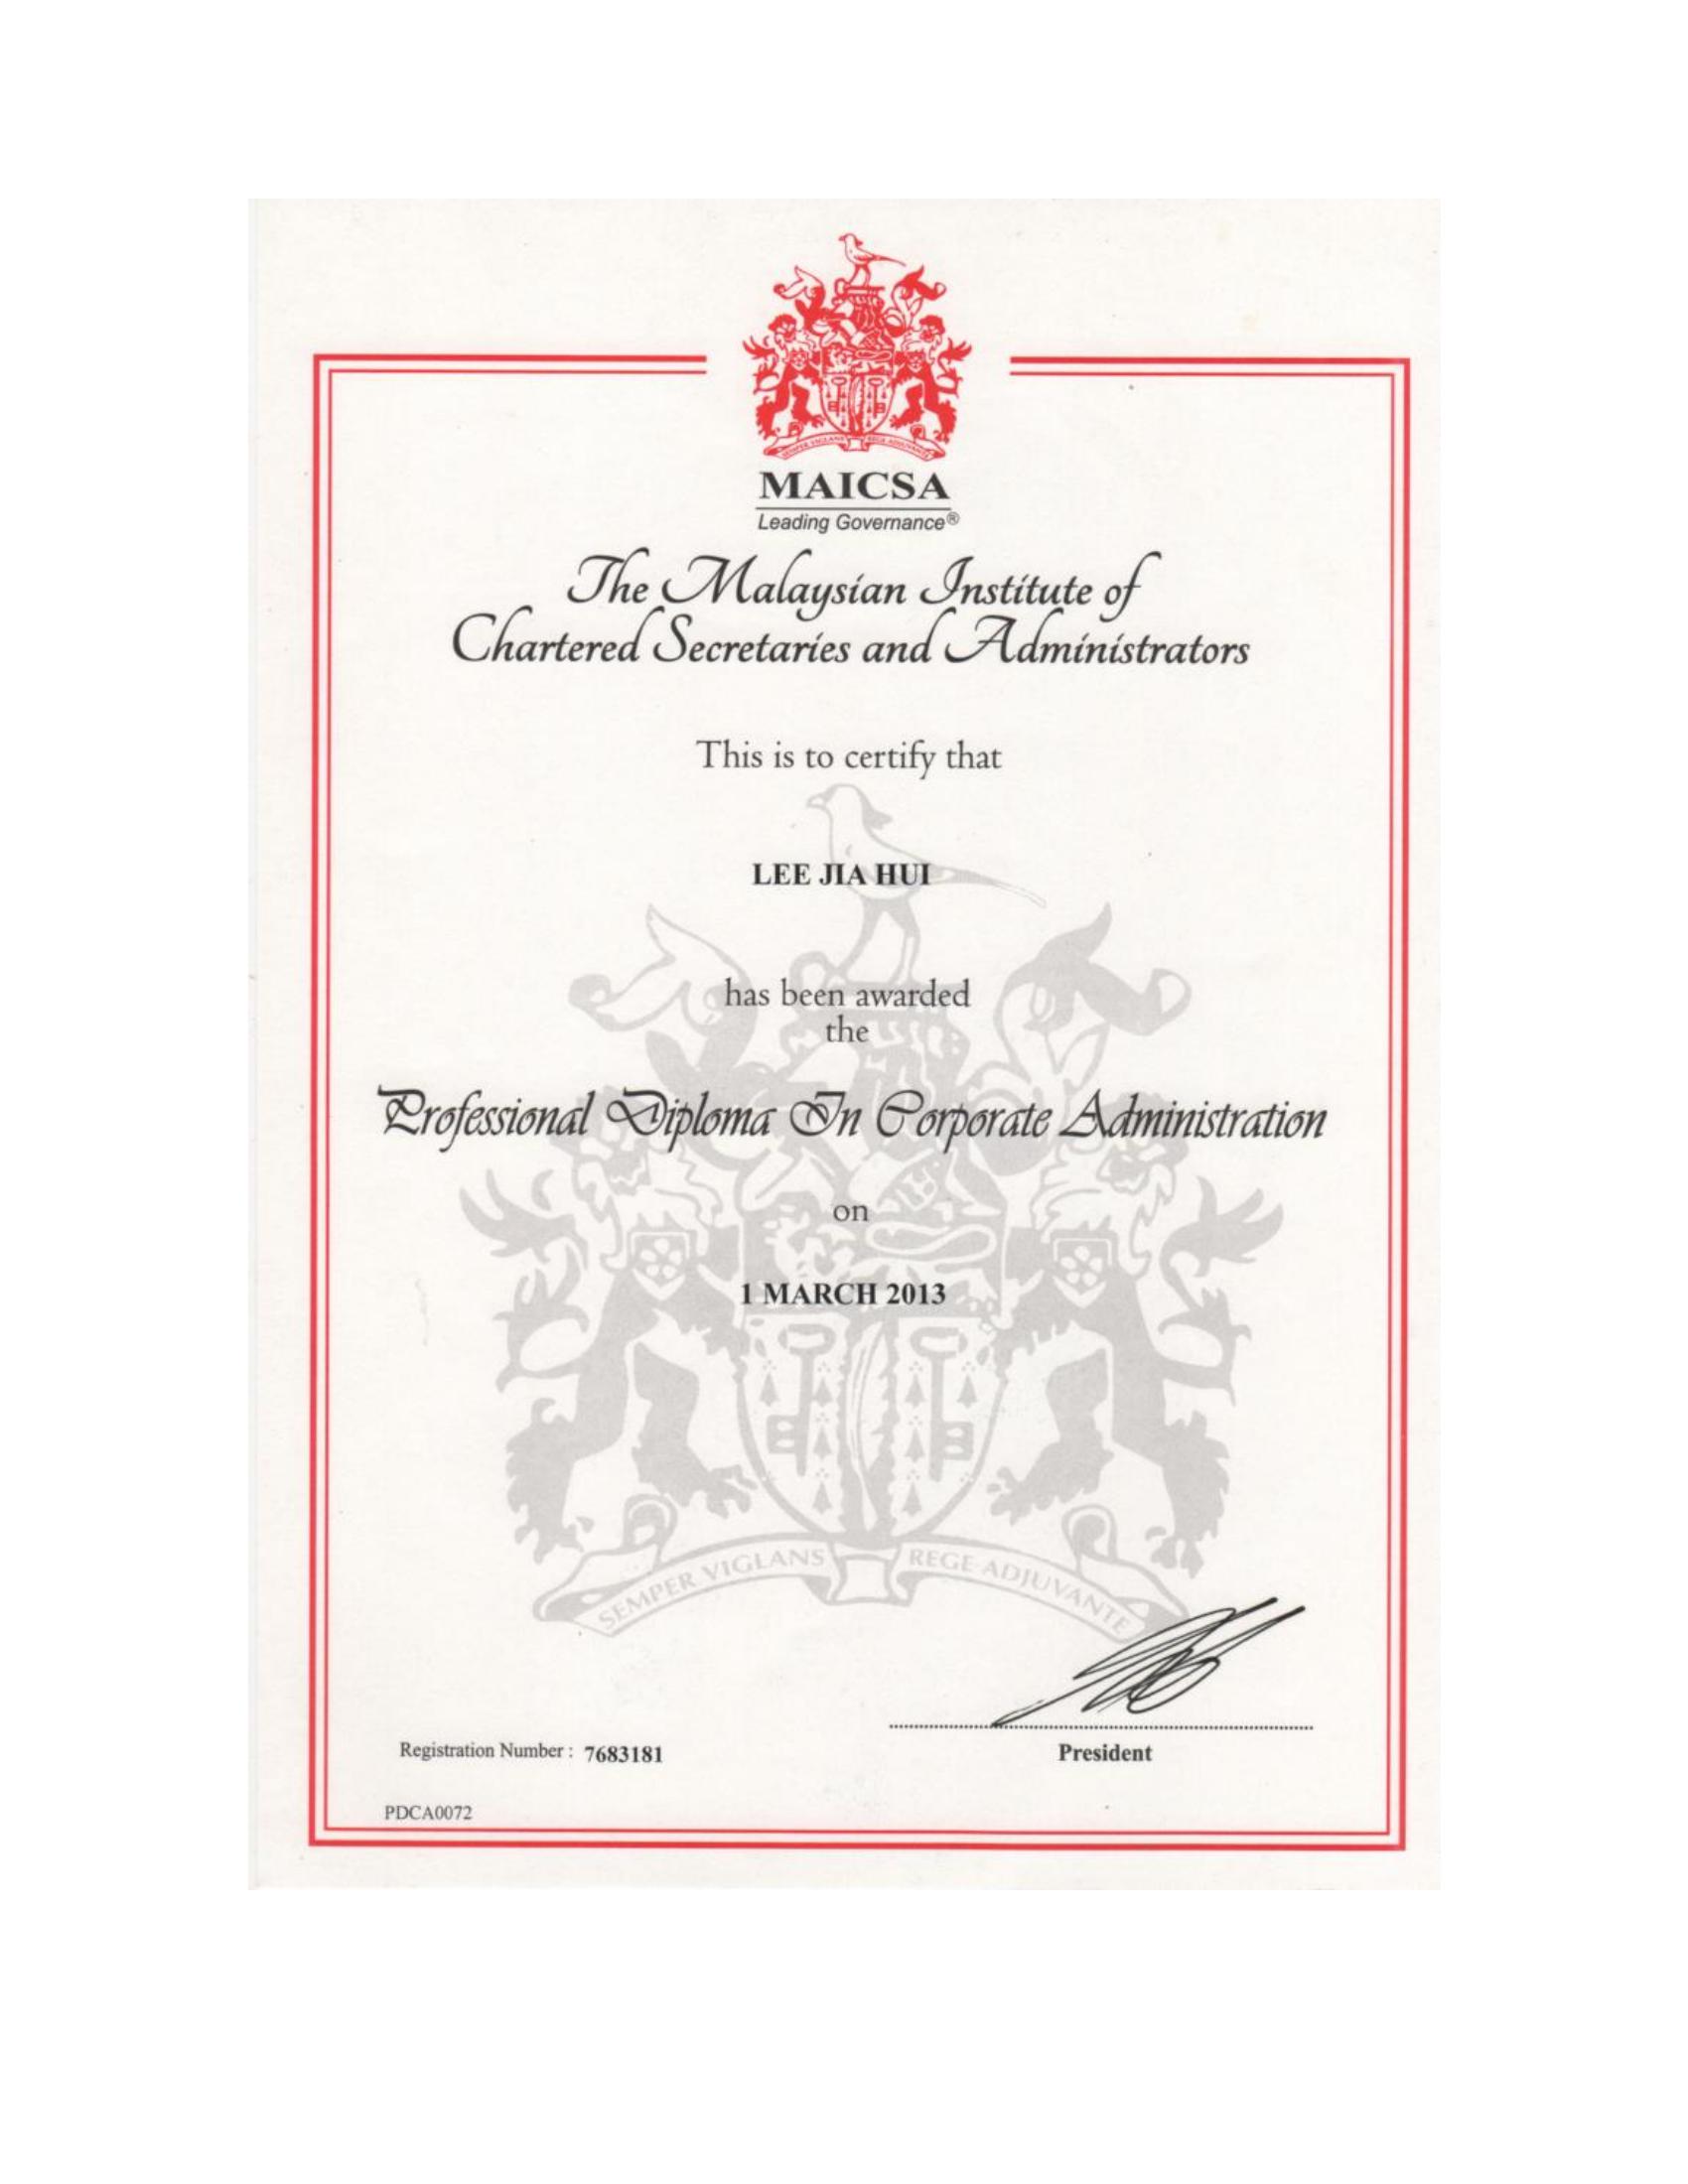 MAICSA
Leading Governance®
The Malaysian Institute of
Chartered Secretaries and Administrators
This is to certify that
LEE JIA HUI
has been awarded
the
Professional Diploma In Corporate Administration
on
1 MARCH 2013
SEMPER VIGLANS REGE ADJUVANTE
President
Registration Number : 7683181
PDCA0072